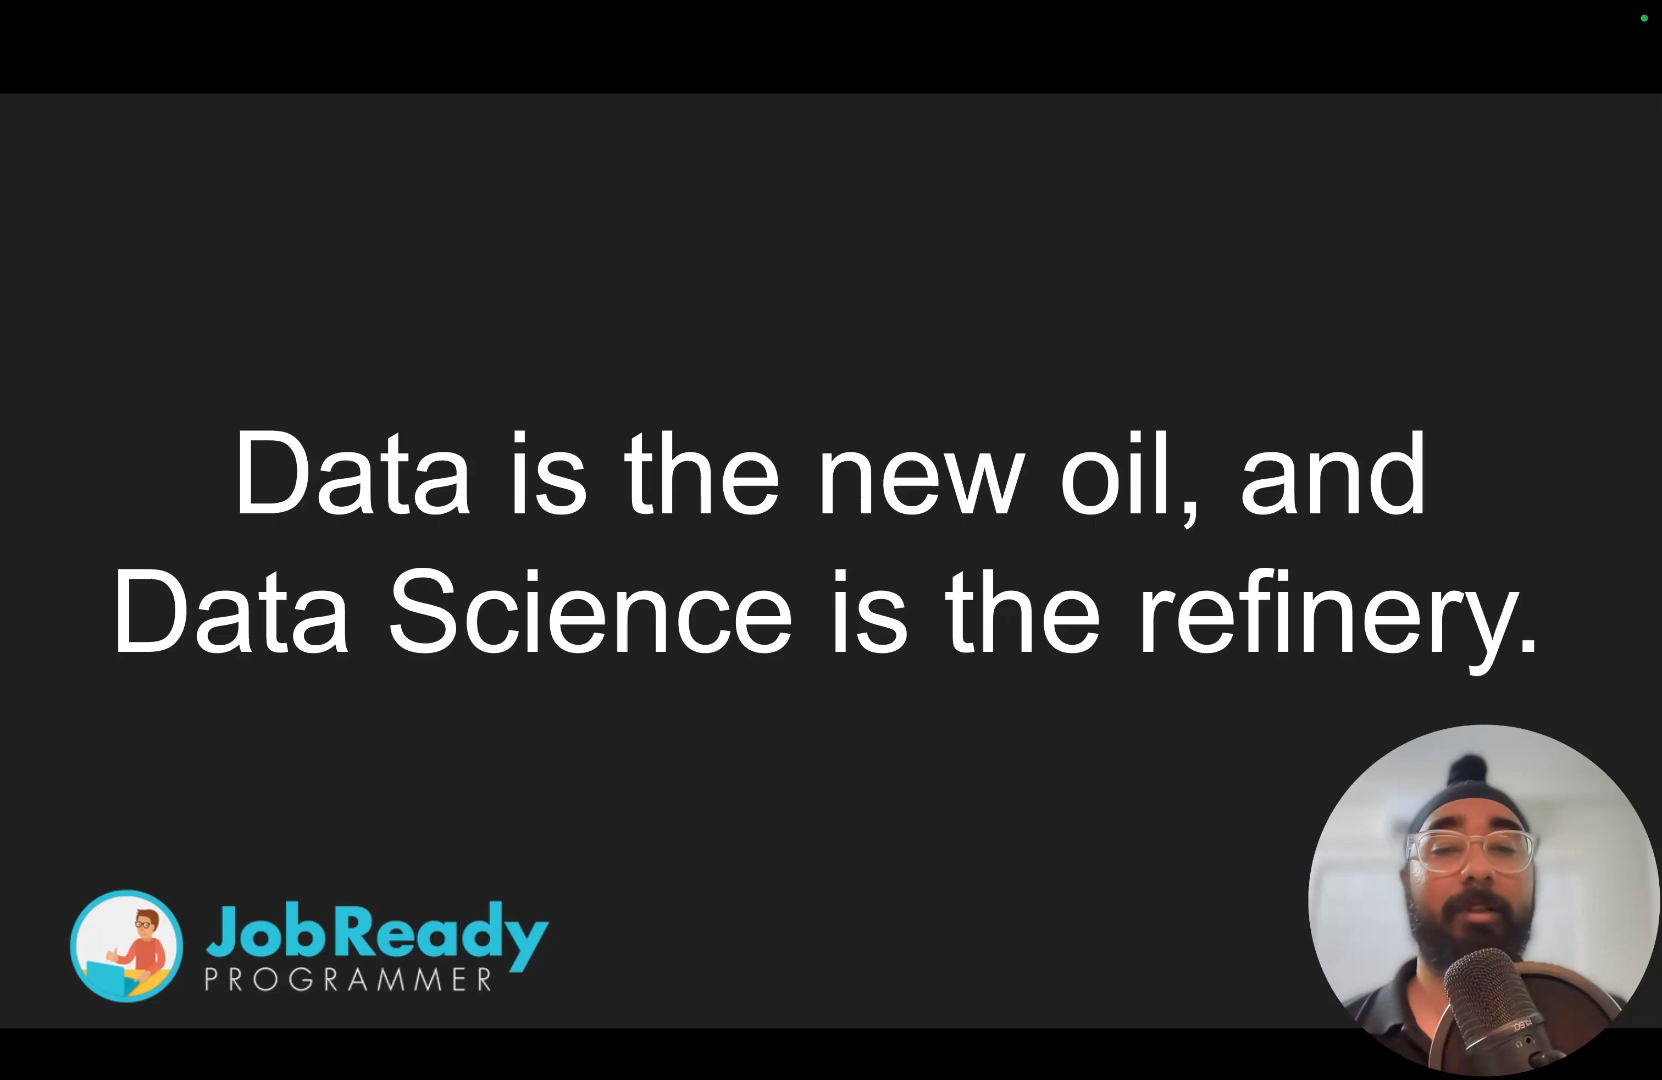 Data is the new oil, and
Data Science is the refinery.
JobReady
PROGRAMMER